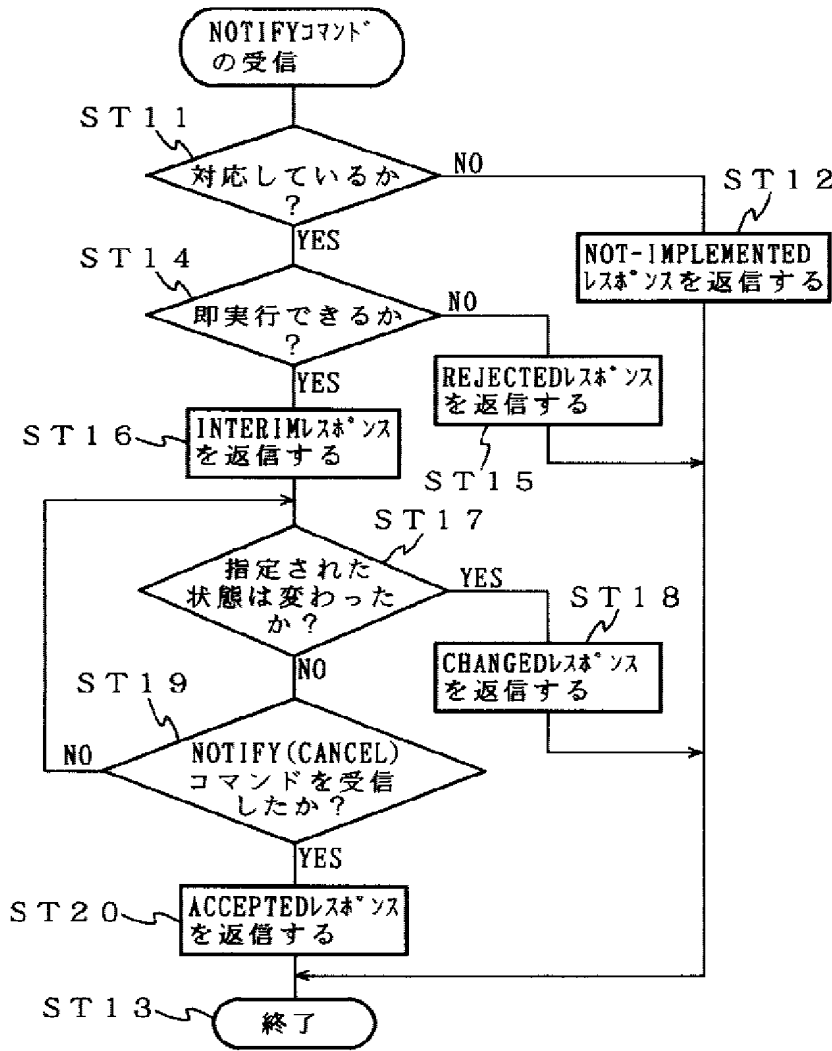 NOTIFYコマンド
の受信
ST11
対応しているか
?
NO
ST12
YES
NOT-IMPLEMENTED
レスポンスを返信する
ST14
即実行できるか
?
NO
YES
REJECTEDレスポンス
を返信する
ST15
ST16
INTERIMレスポンス
を返信する
ST17
指定された
状態は変わった
か?
YES
ST18
NO
CHANGEDレスポンス
を返信する
ST19
NO
NOTIFY(CANCEL)
コマンドを受信
したか?
YES
ST20
ACCEPTEDレスポンス
を返信する
ST13
終了